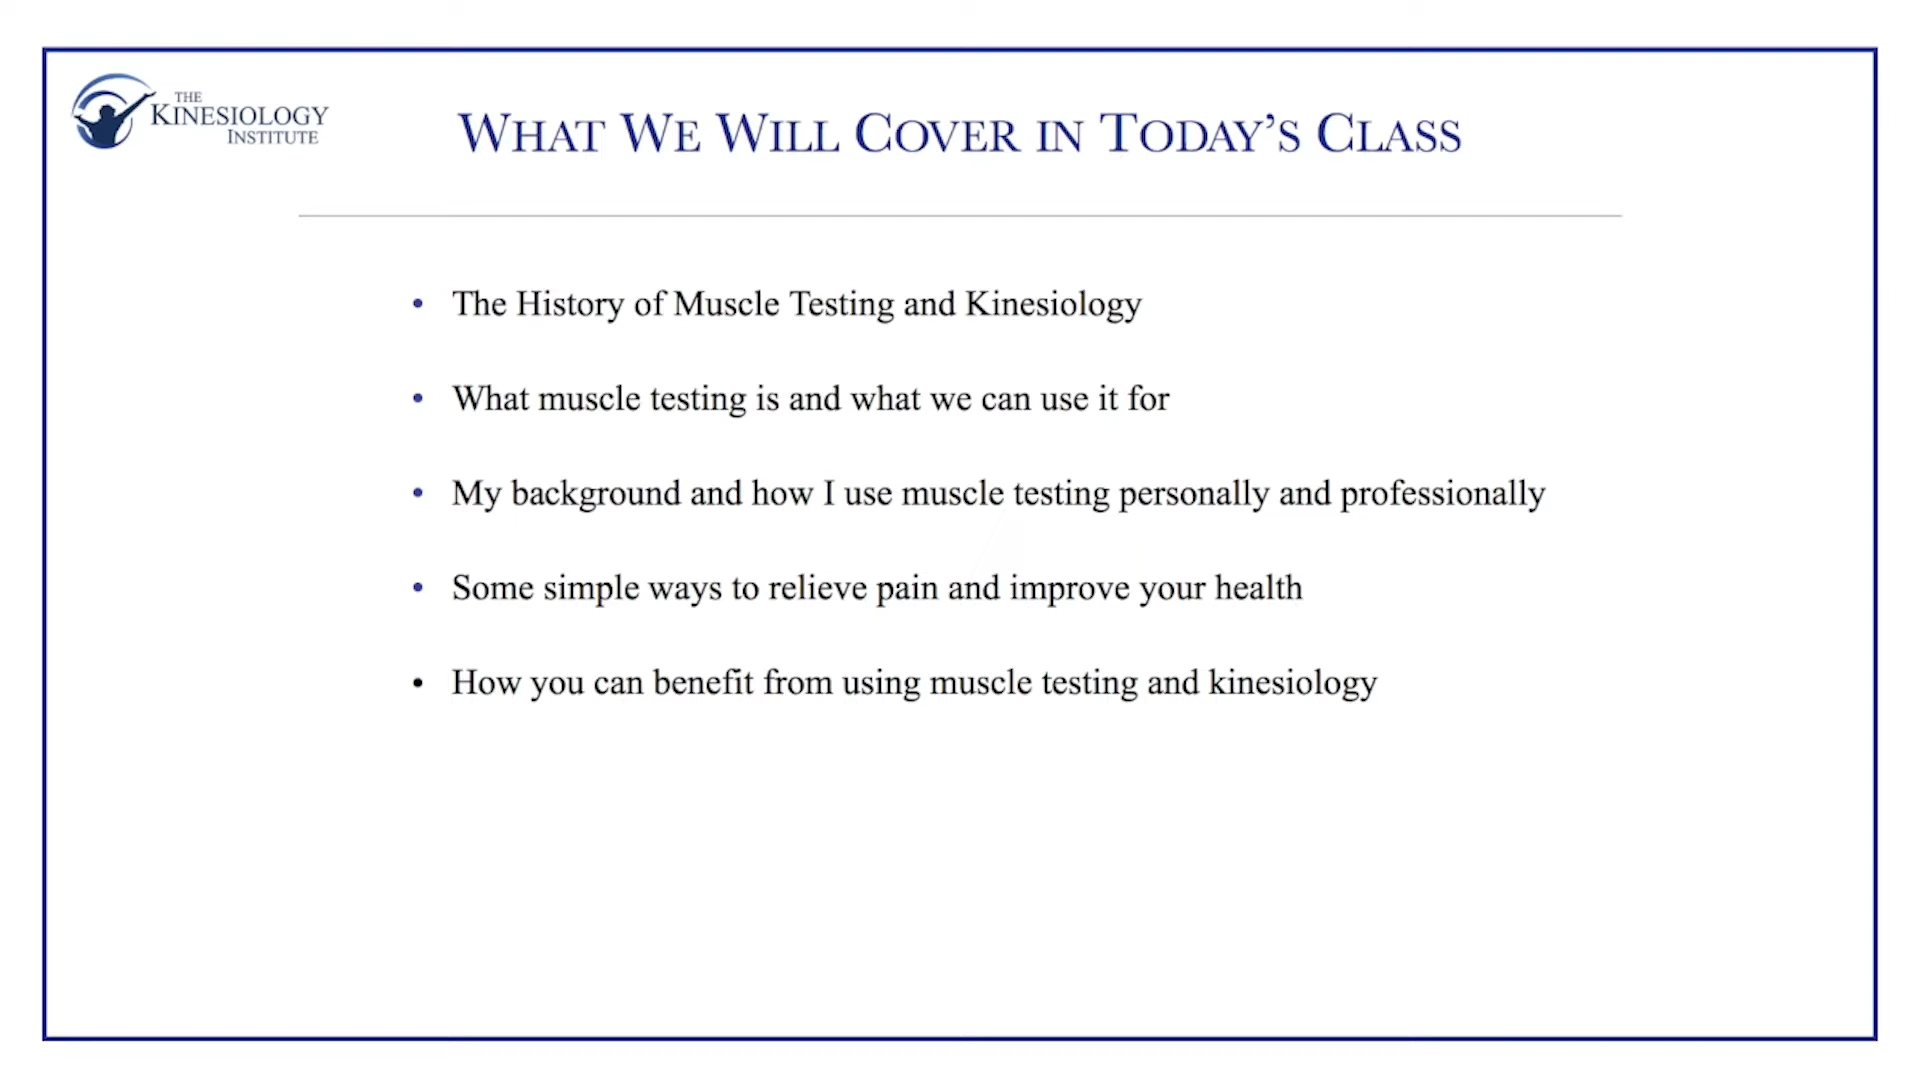 THE
KINESIOLOGY
INSTITUTE
WHAT WE WILL COVER IN TODAY’S CLASS
• The History of Muscle Testing and Kinesiology
• What muscle testing is and what we can use it for
• My background and how I use muscle testing personally and professionally
• Some simple ways to relieve pain and improve your health
• How you can benefit from using muscle testing and kinesiology